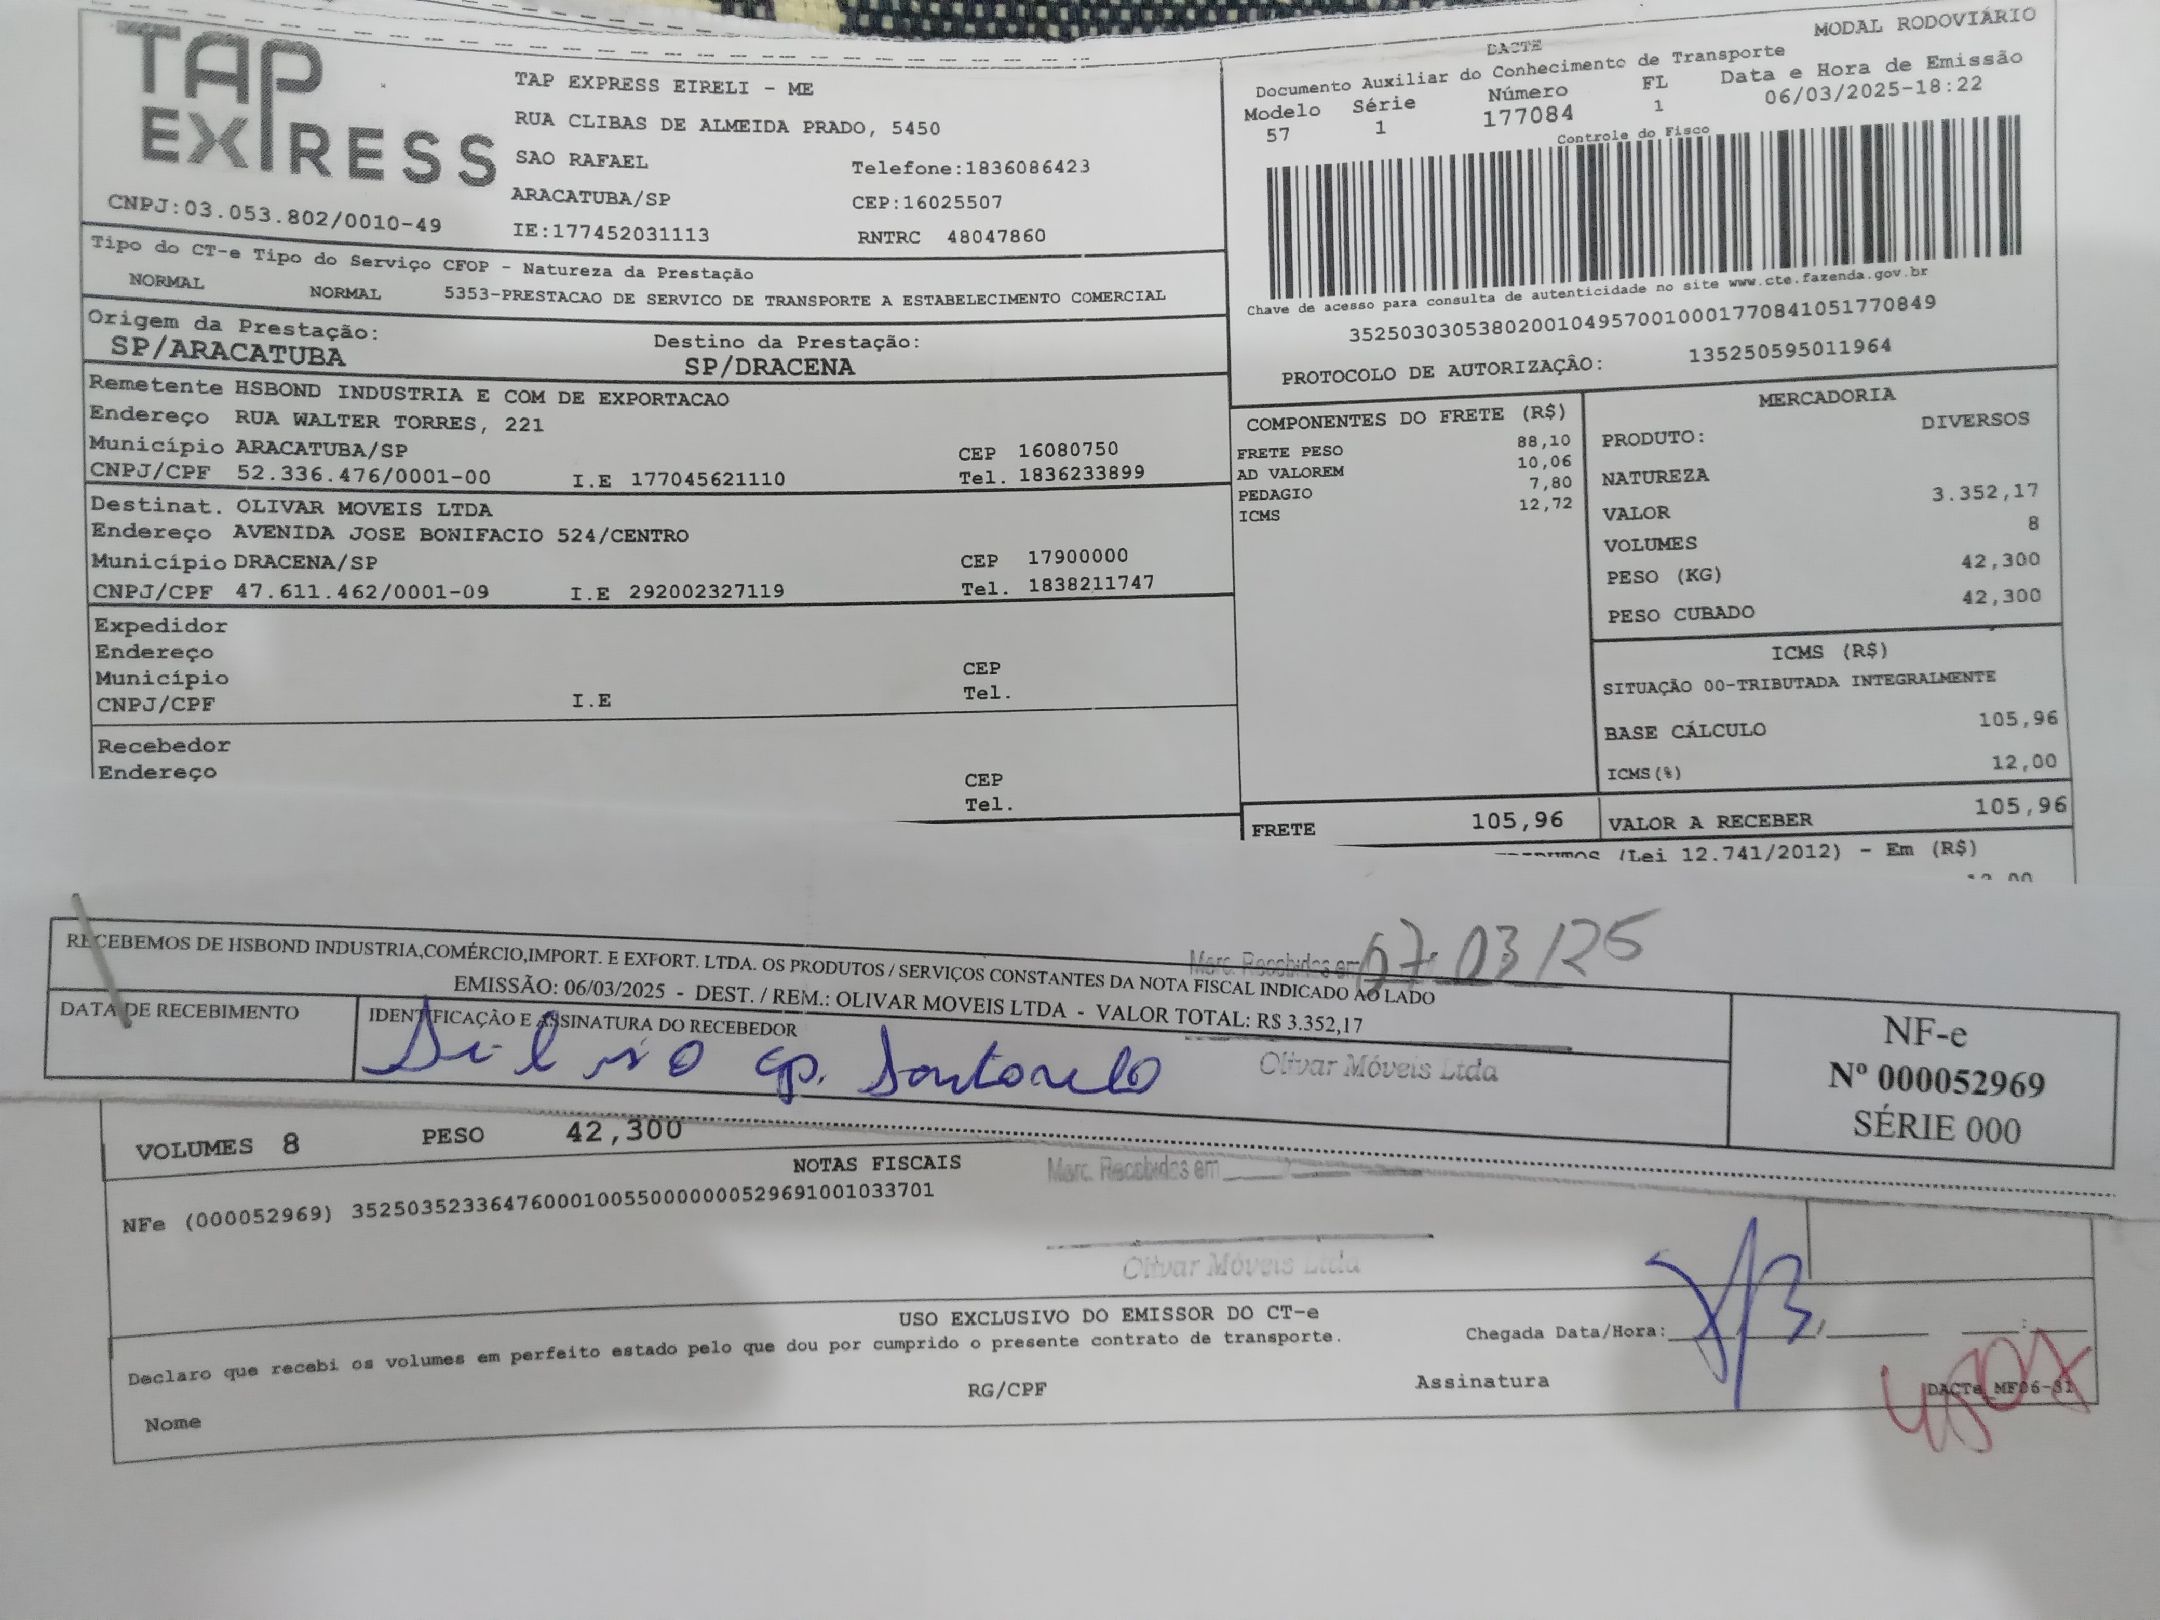 TAP EXPRESS
CNPJ:03.053.802/0010-49
TAP EXPRESS EIRELI - ME
RUA CLIBAS DE ALMEIDA PRADO, 5450
SAO RAFAEL Telefone:1836086423
ARACATUBA/SP CEP:16025507
IE:177452031113 RNTRC 48047860
MODAL RODOVIÁRIO
DACTE
Documento Auxiliar do Conhecimento de Transporte
Modelo Série Número FL Data e Hora de Emissão
57 1 177084 1 06/03/2025-18:22
Controle do Fisco
Chave de acesso para consulta de autenticidade no site www.cte.fazenda.gov.br
35250303053802001049570010001770841051770849
PROTOCOLO DE AUTORIZAÇÂO: 135250595011964
Tipo do CT-e Tipo do Serviço CFOP - Natureza da Prestação
NORMAL NORMAL 5353-PRESTACAO DE SERVICO DE TRANSPORTE A ESTABELECIMENTO COMERCIAL
Origem da Prestação: Destino da Prestação:
SP/ARACATUBA SP/DRACENA
Remetente HSBOND INDUSTRIA E COM DE EXPORTACAO
Endereço RUA WALTER TORRES, 221
Município ARACATUBA/SP CEP 16080750
CNPJ/CPF 52.336.476/0001-00 I.E 177045621110 Tel. 1836233899
Destinat. OLIVAR MOVEIS LTDA
Endereço AVENIDA JOSE BONIFACIO 524/CENTRO
Município DRACENA/SP CEP 17900000
CNPJ/CPF 47.611.462/0001-09 I.E 292002327119 Tel. 1838211747
Expedidor
Endereço
Município CEP
CNPJ/CPF I.E Tel.
Recebedor
Endereço CEP
Tel.
COMPONENTES DO FRETE (R$)
FRETE PESO 88,10
AD VALOREM 10,06
PEDAGIO 7,80
ICMS 12,72
MERCADORIA
PRODUTO: DIVERSOS
NATUREZA
VALOR 3.352,17
VOLUMES 8
PESO (KG) 42,300
PESO CUBADO 42,300
ICMS (R$)
SITUAÇÃO 00-TRIBUTADA INTEGRALMENTE
BASE CÁLCULO 105,96
ICMS(%) 12,00
FRETE 105,96 VALOR A RECEBER 105,96
(Lei 12.741/2012) - Em (R$)
Merc. Recebidas em 07 03/25
RECEBEMOS DE HSBOND INDUSTRIA,COMÉRCIO,IMPORT. E EXPORT. LTDA. OS PRODUTOS / SERVIÇOS CONSTANTES DA NOTA FISCAL INDICADO AO LADO
EMISSÃO: 06/03/2025 - DEST. / REM.: OLIVAR MOVEIS LTDA - VALOR TOTAL: R$ 3.352,17
DATA DE RECEBIMENTO IDENTIFICAÇÃO E ASSINATURA DO RECEBEDOR
Olivar Móveis Ltda
NF-e
Nº 000052969
SÉRIE 000
VOLUMES 8 PESO 42,300
NOTAS FISCAIS
Merc. Recebidas em
NFe (000052969) 35250352336476000100550000000529691001033701
Olivar Móveis Ltda
USO EXCLUSIVO DO EMISSOR DO CT-e
Declaro que recebi os volumes em perfeito estado pelo que dou por cumprido o presente contrato de transporte.
Chegada Data/Hora:
Nome RG/CPF Assinatura